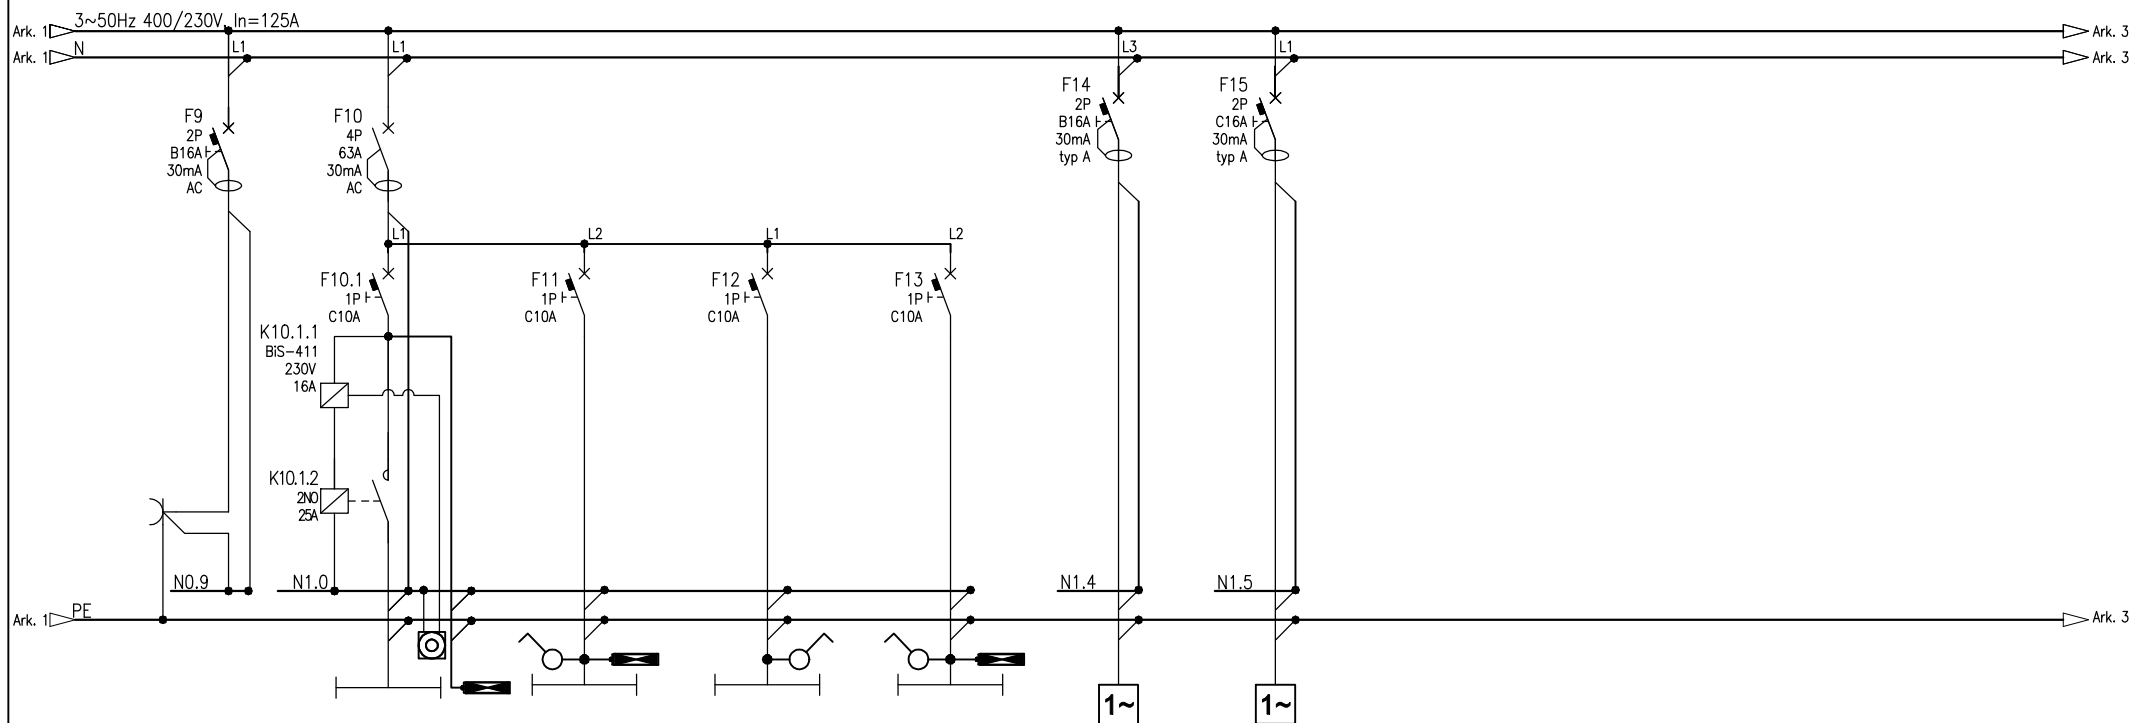 3~50Hz 400/230V, In=125A
Ark. 1
Ark. 3
N
Ark. 1
Ark. 3
L1
L1
L3
L1
F9
2P
B16A
30mA
AC
F10
4P
63A
30mA
AC
F14
2P
B16A
30mA
typ A
F15
2P
C16A
30mA
typ A
L1
L2
L1
L2
F10.1
1P
C10A
F11
1P
C10A
F12
1P
C10A
F13
1P
C10A
K10.1.1
BiS-411
230V
16A
K10.1.2
2NO
25A
N0.9
N1.0
N1.4
N1.5
PE
Ark. 1
Ark. 3
1~
1~